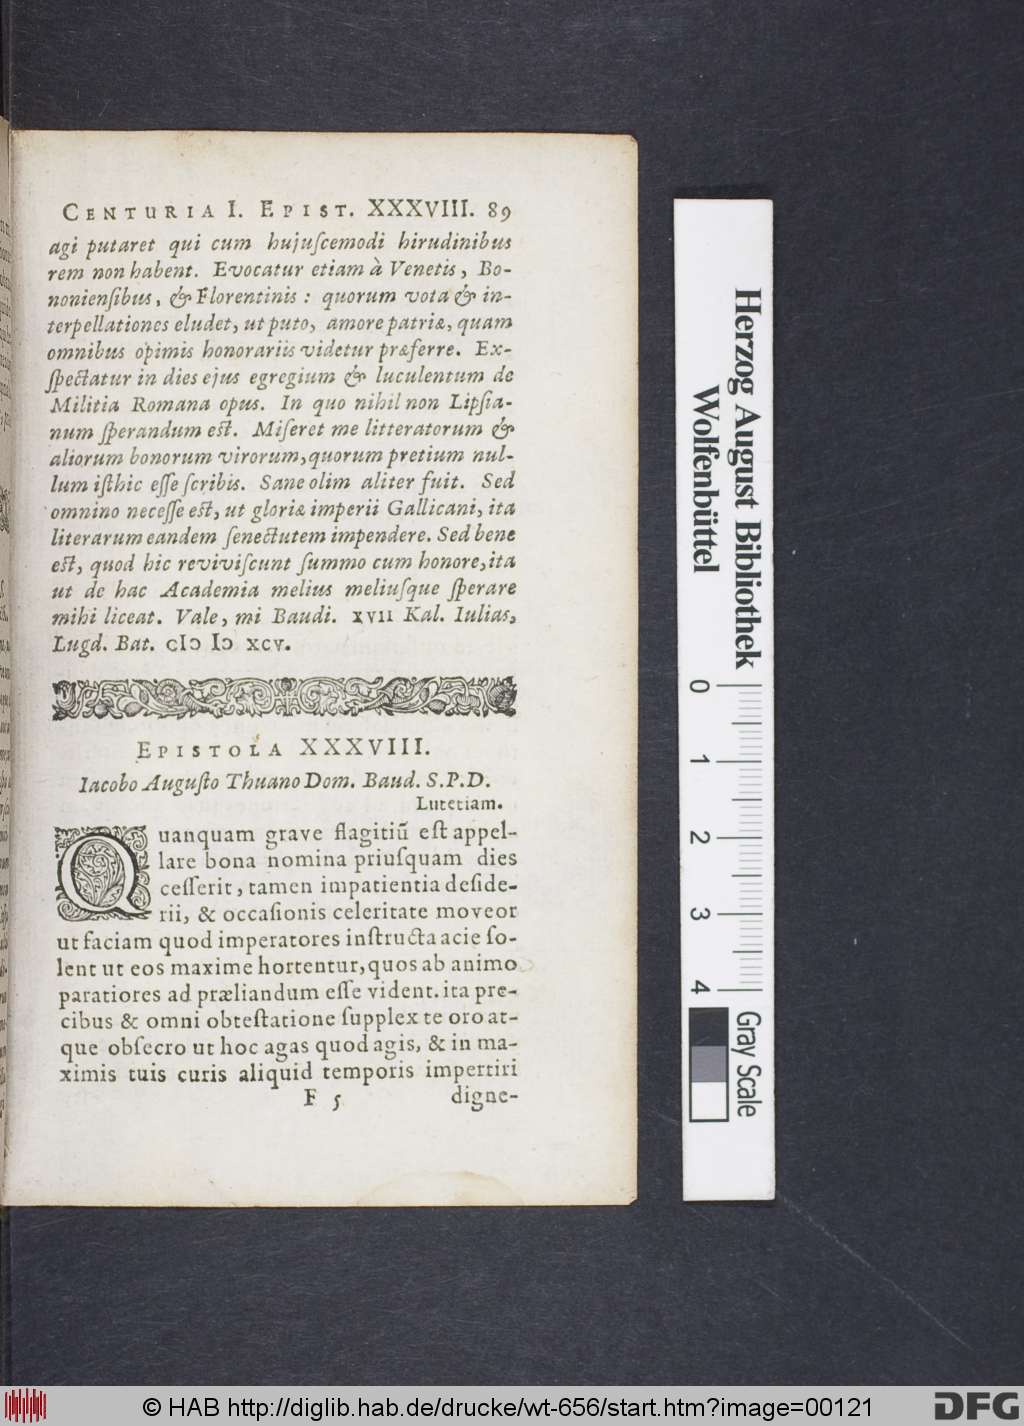 CENTURIA I. EPIST. XXXVIII. 89
agi putaret qui cum hujuſcemodi hirudinibus
rem non habent. Evocatur etiam à Venetis, Bo-
nonienſibus, & Florentinis: quorum vota & in-
terpellationes eludet, ut puto, amore patriæ, quam
omnibus opimis honorariis videtur præferre. Ex-
ſpectatur in dies ejus egregium & luculentum de
Militia Romana opus. In quo nihil non Lipſia-
num ſperandum eſt. Miſeret me litteratorum &
aliorum bonorum virorum, quorum pretium nul-
lum iſthic eſſe ſcribis. Sane olim aliter fuit. Sed
omnino neceſſe eſt, ut gloriæ imperii Gallicani, ita
literarum eandem ſenectutem impendere. Sed bene
eſt, quod hic reviviſcunt ſummo cum honore, ita
ut de hac Academia melius meliuſque ſperare
mihi liceat. Vale, mi Baudi. XVII Kal. Iulias,
Lugd. Bat. cIↄ Iↄ XCV.
EPISTOLA XXXVIII.
Iacobo Auguſto Thuano Dom. Baud. S.P.D.
Lutetiam.
Quanquam grave flagitiũ eſt appel-
lare bona nomina priuſquam dies
ceſſerit, tamen impatientia deſide-
rii, & occaſionis celeritate moveor
ut faciam quod imperatores inſtructa acie ſo-
lent ut eos maxime hortentur, quos ab animo
paratiores ad præliandum eſſe vident. ita pre-
cibus & omni obteſtatione ſupplex te oro at-
que obſecro ut hoc agas quod agis, & in ma-
ximis tuis curis aliquid temporis impertiri
F 5 digne-
Herzog August Bibliothek
Wolfenbüttel
0 1 2 3 4
Gray Scale
© HAB http://diglib.hab.de/drucke/wt-656/start.htm?image=00121
DFG